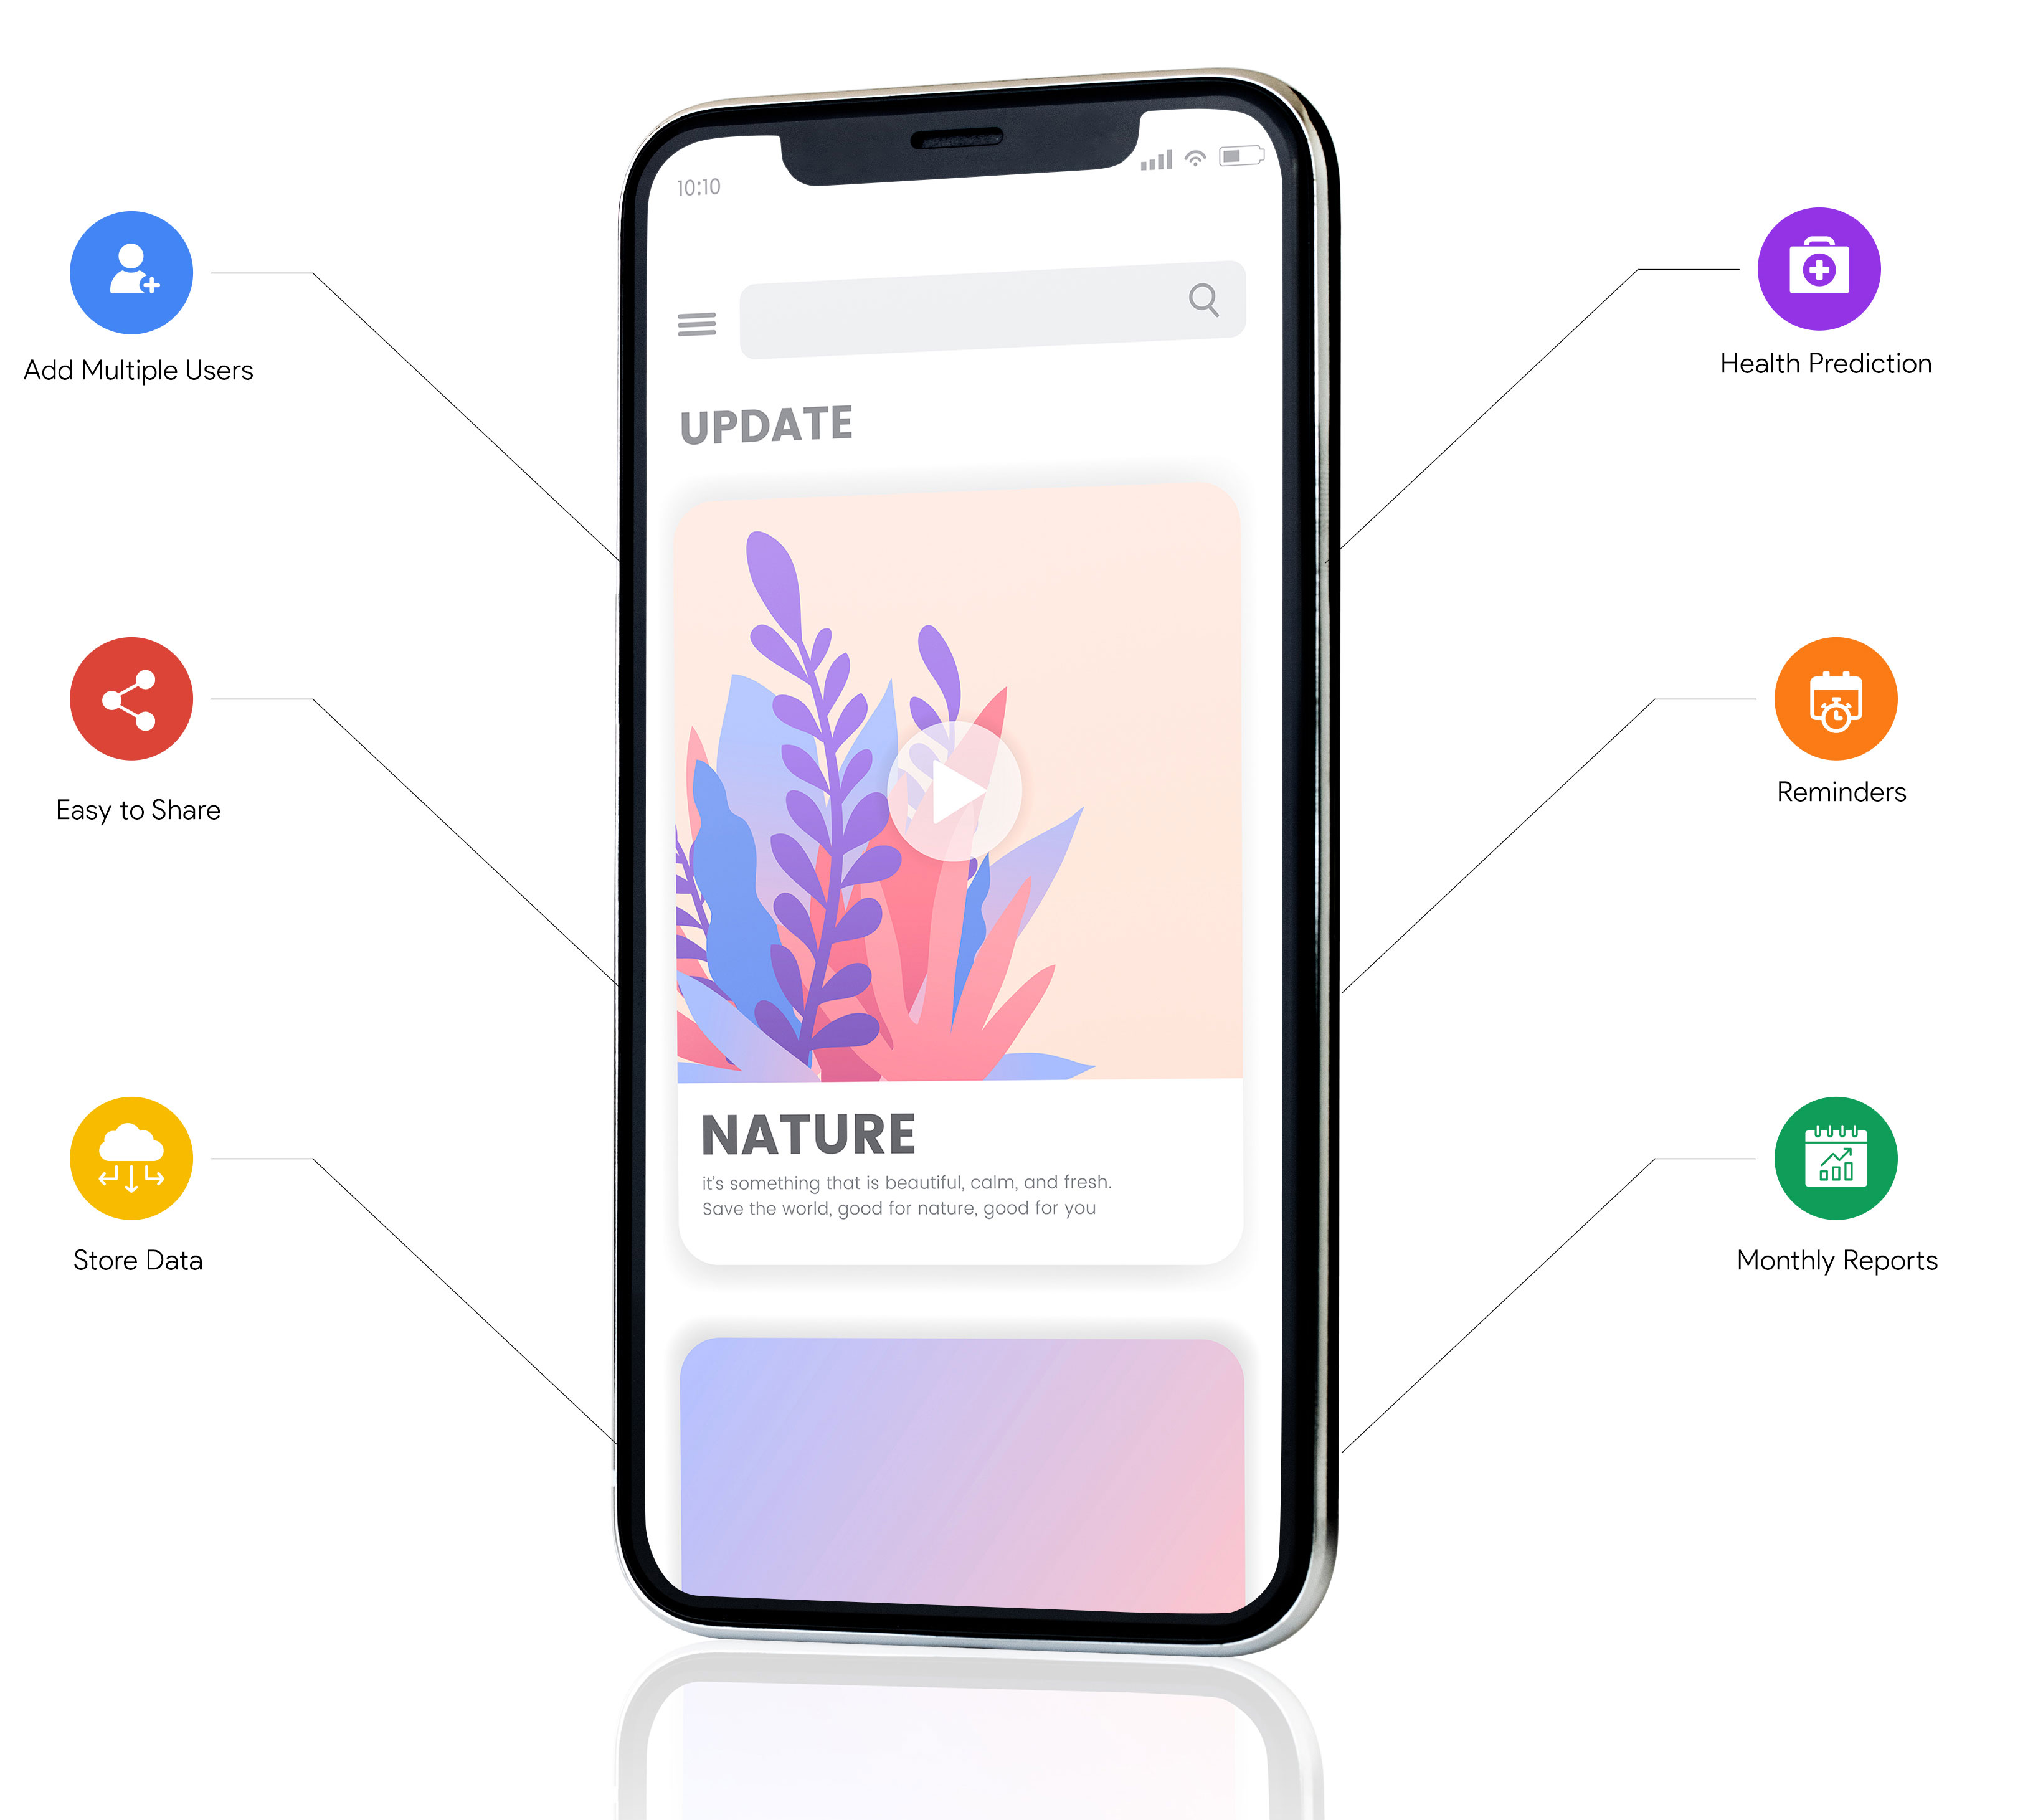 10:10
Add Multiple Users
Health Prediction
UPDATE
Easy to Share
Reminders
NATURE
it's something that is beautiful, calm, and fresh.
Save the world, good for nature, good for you
Store Data
Monthly Reports